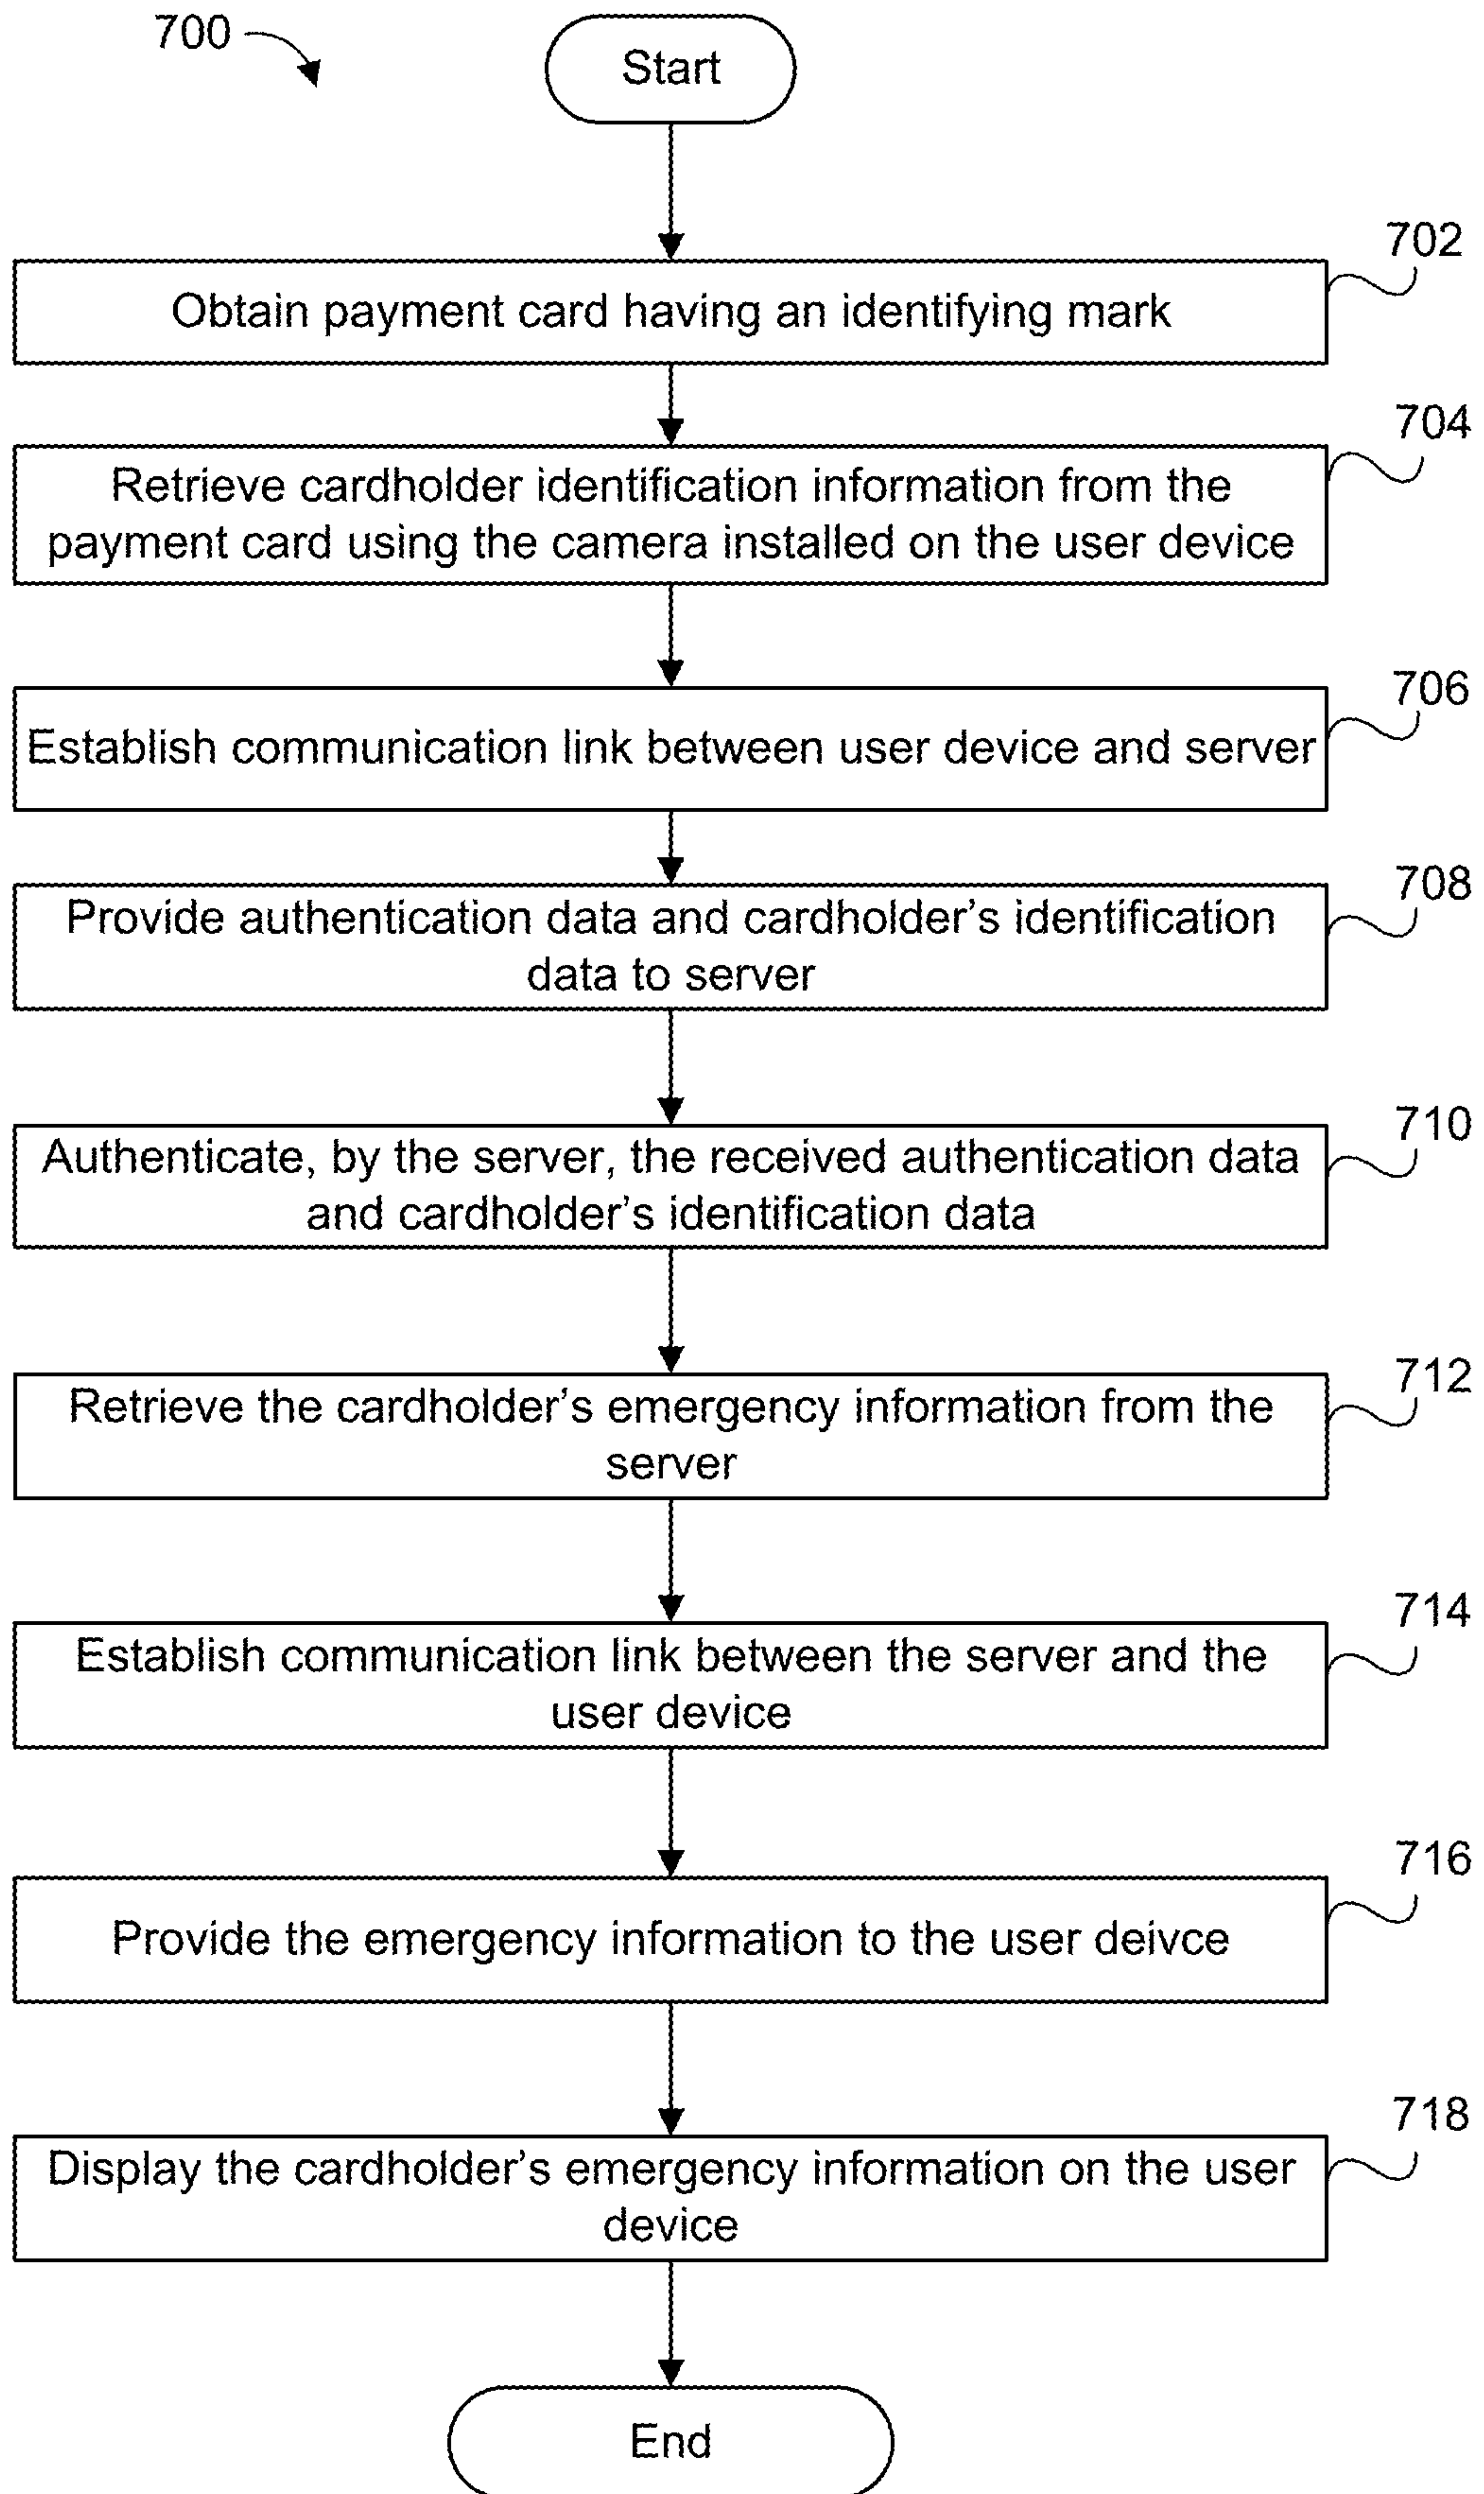 700
Start
702
Obtain payment card having an identifying mark
704
Retrieve cardholder identification information from the
payment card using the camera installed on the user device
706
Establish communication link between user device and server
708
Provide authentication data and cardholder's identification
data to server
710
Authenticate, by the server, the received authentication data
and cardholder's identification data
712
Retrieve the cardholder's emergency information from the
server
714
Establish communication link between the server and the
user device
716
Provide the emergency information to the user deivce
718
Display the cardholder's emergency information on the user
device
End